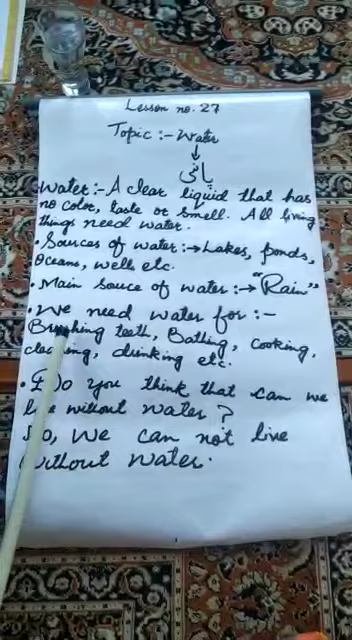 Lesson no. 27
Topic :- Water
↓
پانی
Water:- A clear liquid that has
no color, taste or smell. All living
things need water.
• Sources of water :→ Lakes, ponds,
Oceans, wells etc.
• Main souce of water :→ "Rain"
• We need water for :-
Brushing teeth, Bathing, Cooking,
cleaning, drinking etc.
• Do you think that can we
live without water ?
No, We can not live
without water.